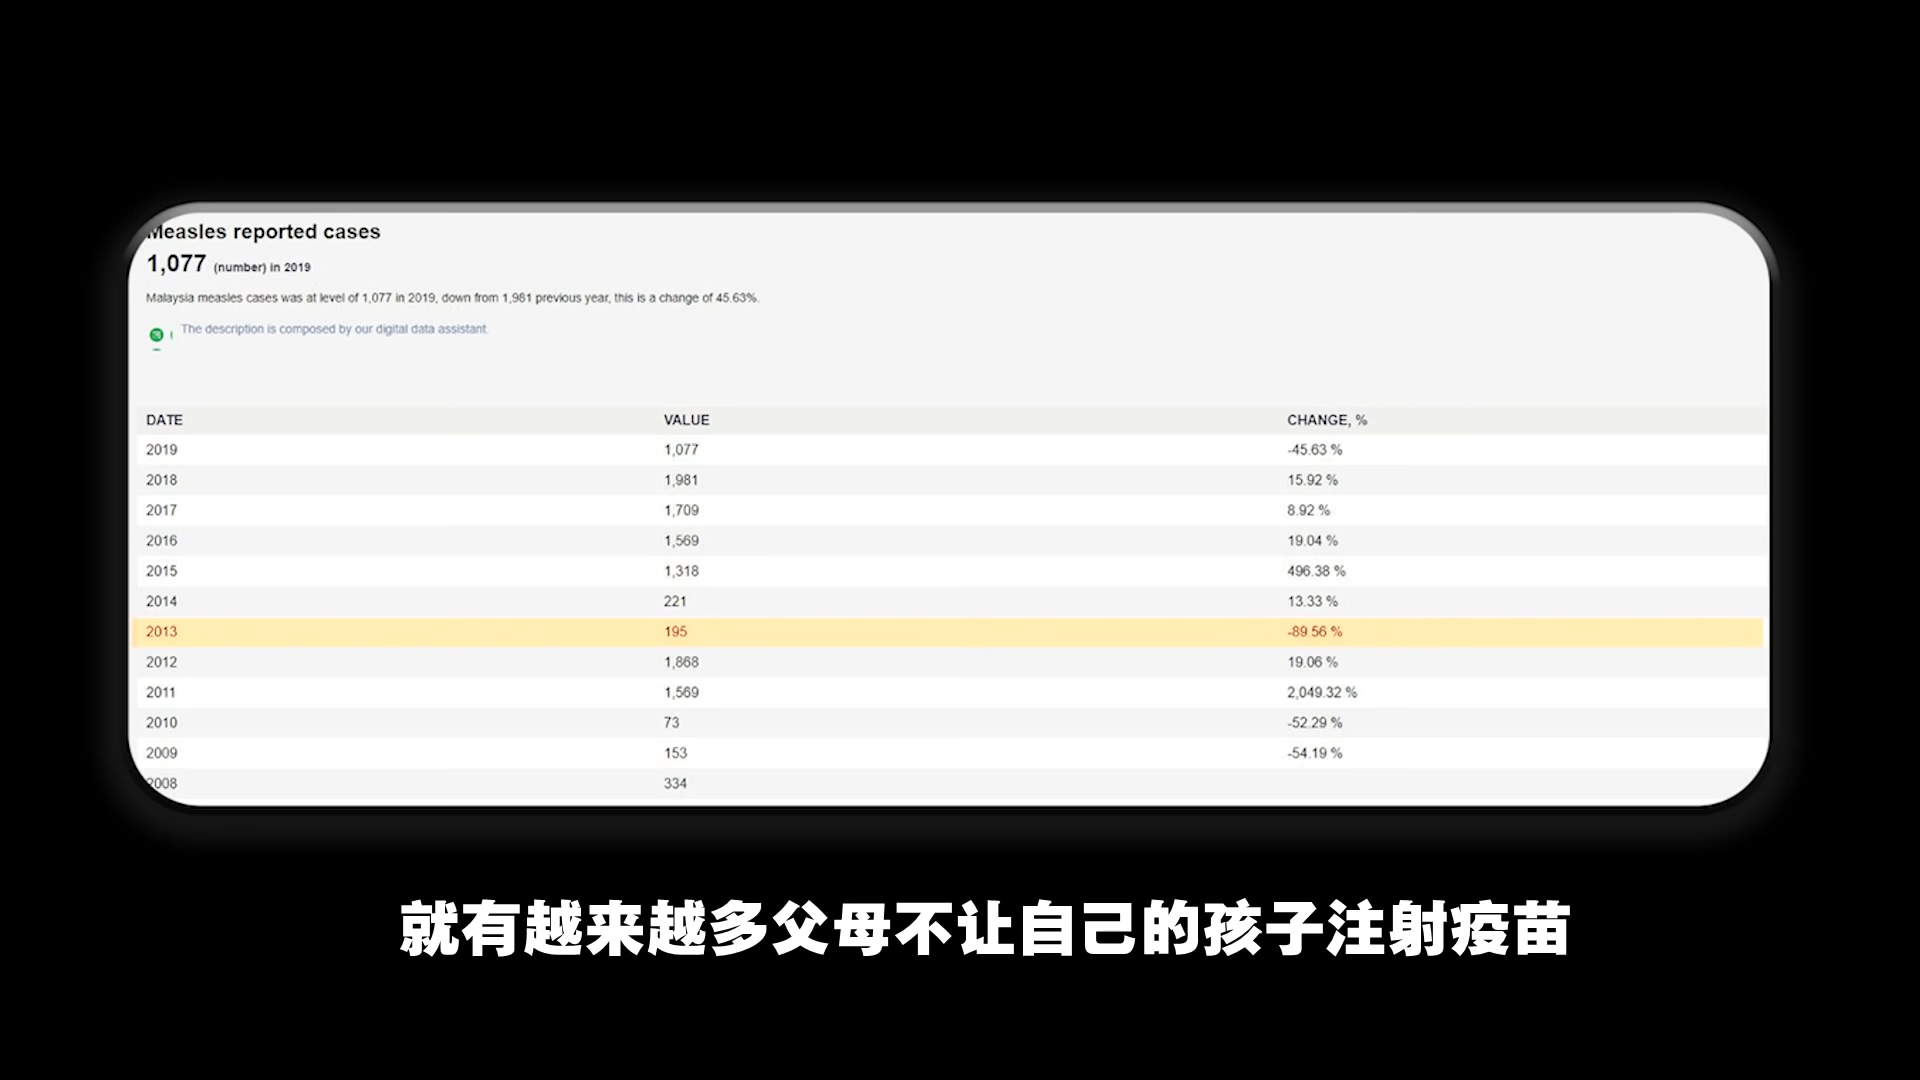 Measles reported cases
1,077 (number) in 2019
Malaysia measles cases was at level of 1,077 in 2019, down from 1,981 previous year, this is a change of 45.63%.
The description is composed by our digital data assistant.
DATE VALUE CHANGE, %
2019 1,077 -45.63 %
2018 1,981 15.92 %
2017 1,709 8.92 %
2016 1,569 19.04 %
2015 1,318 496.38 %
2014 221 13.33 %
2013 195 -89.56 %
2012 1,868 19.06 %
2011 1,569 2,049.32 %
2010 73 -52.29 %
2009 153 -54.19 %
2008 334
就有越来越多父母不让自己的孩子注射疫苗